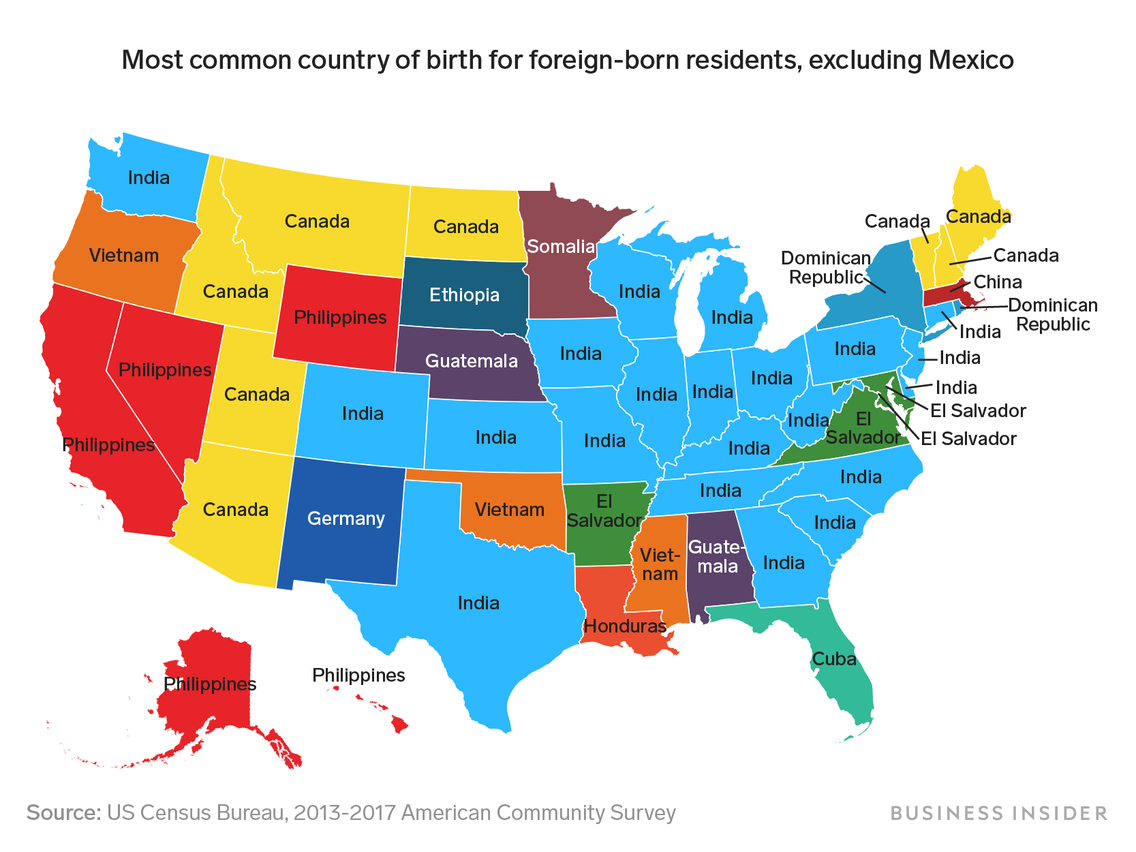 Most common country of birth for foreign-born residents, excluding Mexico
India
Canada
Canada
Canada
Canada
Somalia
Canada
Vietnam
Dominican
Republic
Canada
China
Canada
Ethiopia
India
Philippines
India
Dominican
Republic
India
Guatemala
India
India
India
Philippines
Canada
India
India
India
India
India
El Salvador
India
India
India
India
El
Salvador
El Salvador
Philippines
India
India
India
Canada
Germany
Vietnam
El
Salvador
India
Viet-
nam
Guate-
mala
India
India
Honduras
Cuba
Philippines
Philippines
Source: US Census Bureau, 2013-2017 American Community Survey
BUSINESS INSIDER